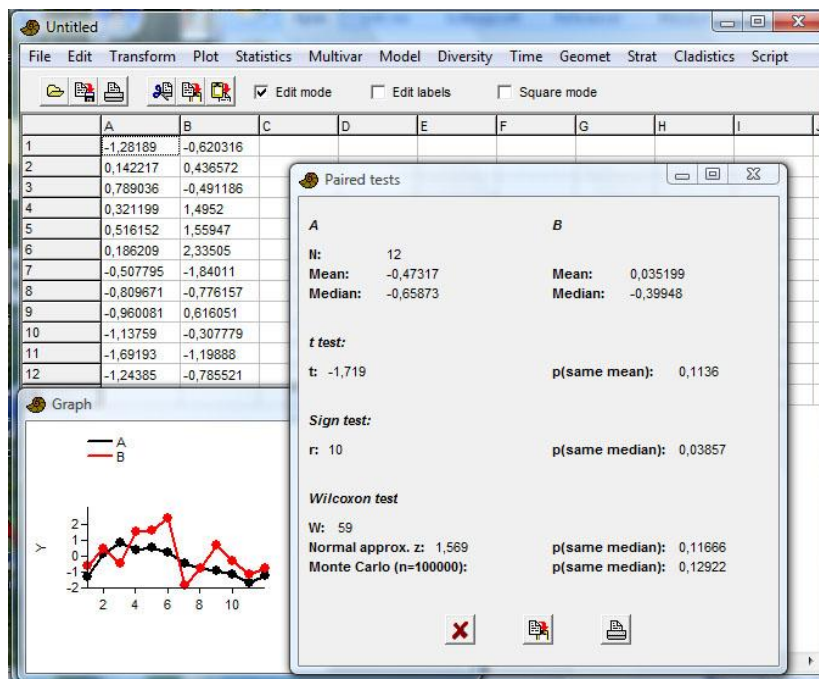 Untitled
File Edit Transform Plot Statistics Multivar Model Diversity Time Geomet Strat Cladistics Script
Edit mode Edit labels Square mode
A B C D E F G H I J
1 -1,28189 -0,620316
2 0,142217 0,436572
3 0,789036 -0,491186
4 0,321199 1,4952
5 0,516152 1,55947
6 0,186209 2,33505
7 -0,507795 -1,84011
8 -0,809671 -0,776157
9 -0,960081 0,616051
10 -1,13759 -0,307779
11 -1,69193 -1,19888
12 -1,24385 -0,785521
Paired tests
A B
N: 12
Mean: -0,47317 Mean: 0,035199
Median: -0,65873 Median: -0,39948
t test:
t: -1,719 p(same mean): 0,1136
Sign test:
r: 10 p(same median): 0,03857
Wilcoxon test
W: 59
Normal approx. z: 1,569 p(same median): 0,11666
Monte Carlo (n=100000): p(same median): 0,12922
Graph
A
B
Y
2
1
0
-1
-2
2 4 6 8 10